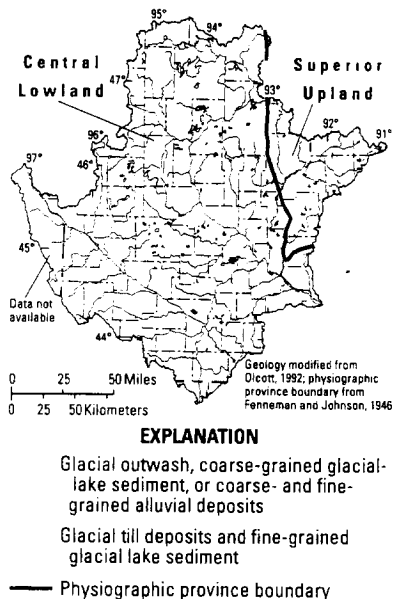 95°
94°
Central
Lowland
Superior
Upland
47°
93°
92°
91°
96°
46°
97°
45°
Data not
available
44°
Geology modified from
Olcott, 1992; physiographic
province boundary from
Fenneman and Johnson, 1946
0 25 50 Miles
0 25 50 Kilometers
EXPLANATION
Glacial outwash, coarse-grained glacial-
lake sediment, or coarse- and fine-
grained alluvial deposits
Glacial till deposits and fine-grained
glacial lake sediment
Physiographic province boundary